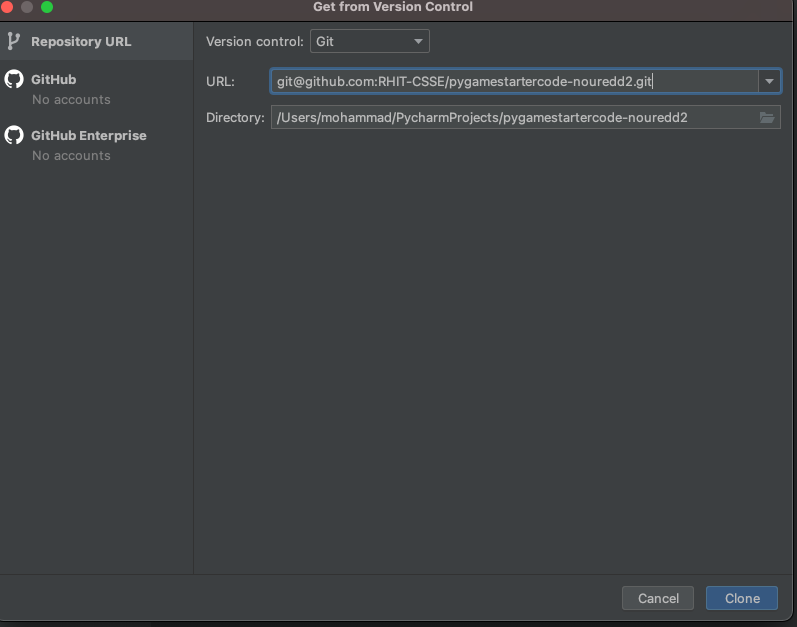 Get from Version Control
Repository URL
GitHub
No accounts
GitHub Enterprise
No accounts
Version control: Git
URL: git@github.com:RHIT-CSSE/pygamestartercode-nouredd2.git
Directory: /Users/mohammad/PycharmProjects/pygamestartercode-nouredd2
Cancel Clone